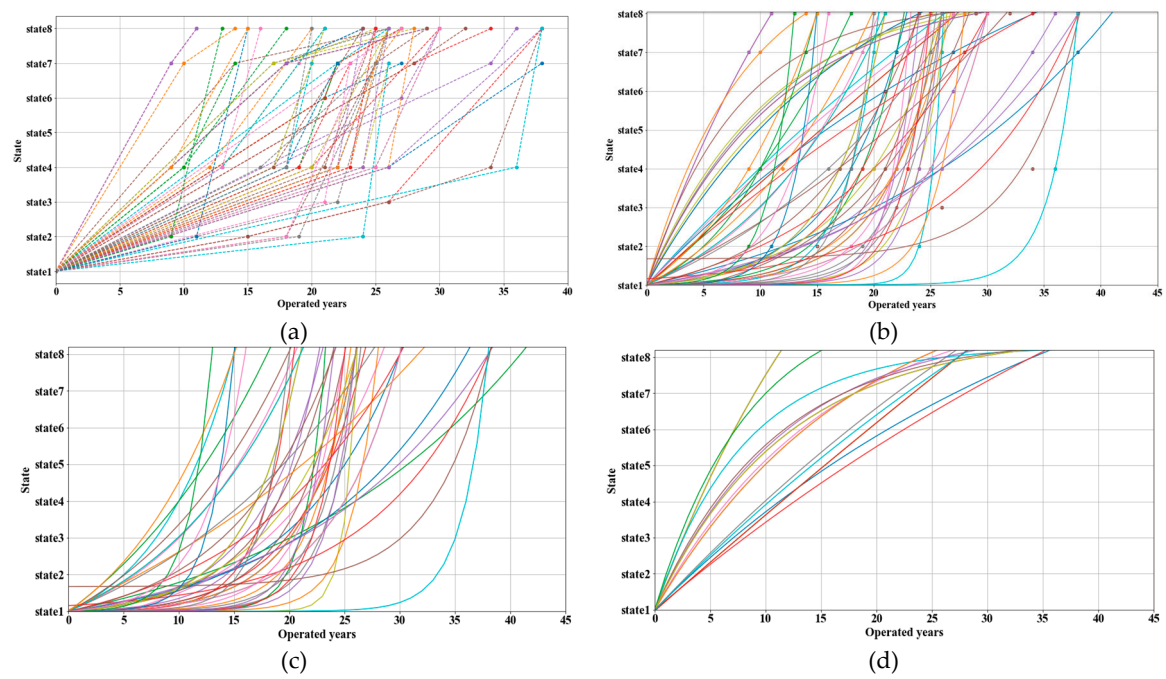 state8
state7
state6
state5
state4
state3
state2
state1
State
0 5 10 15 20 25 30 35 40
Operated years
(a)
state8
state7
state6
state5
state4
state3
state2
state1
State
0 5 10 15 20 25 30 35 40 45
Operated years
(b)
state8
state7
state6
state5
state4
state3
state2
state1
State
0 5 10 15 20 25 30 35 40 45
Operated years
(c)
state8
state7
state6
state5
state4
state3
state2
state1
State
0 5 10 15 20 25 30 35 40 45
Operated years
(d)